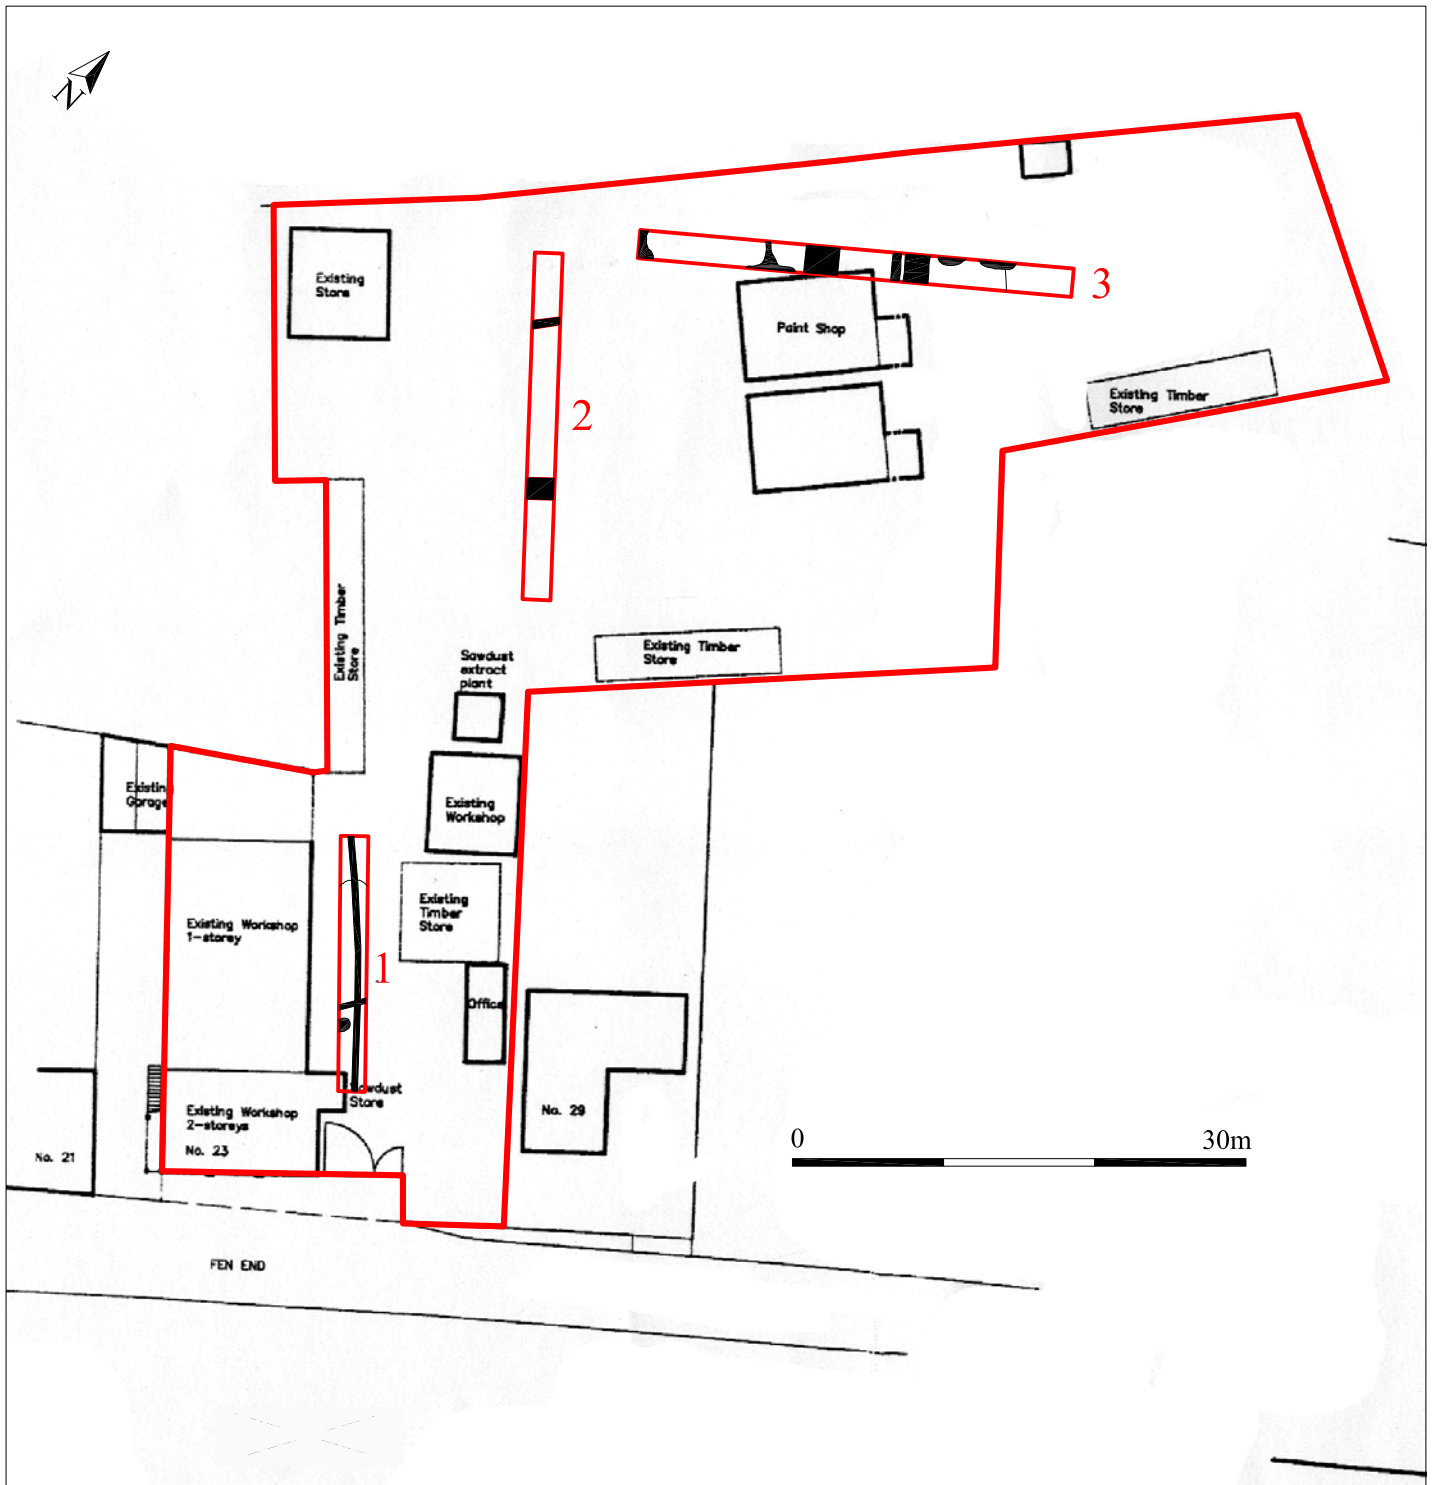 N
Existing
Store
3
Paint Shop
2
Existing Timber
Store
Existing Timber
Store
Existing Timber
Store
Sawdust
extract
plant
Existing
Garage
Existing
Workshop
Existing
Timber
Store
Existing Workshop
1-storey
1
Office
Sawdust
Store
Existing Workshop
2-storeys
No. 23
No. 29
No. 21
0
30m
FEN END